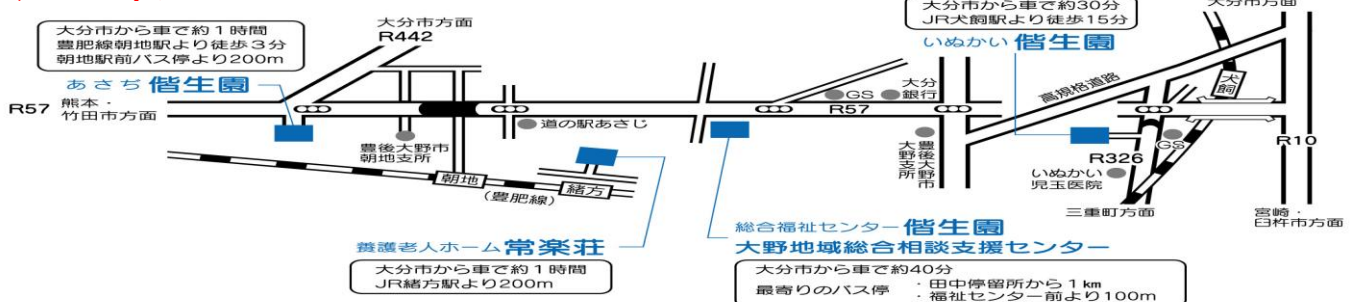 大分市から車で約1時間
豊肥線朝地駅より徒歩3分
朝地駅前バス停より200m
あさぢ 偕生園
大分市方面
R442
R57
熊本・
竹田市方面
豊後大野市
朝地支所
道の駅あさじ
朝地
(豊肥線)
緒方
養護老人ホーム 常楽荘
大分市から車で約1時間
JR緒方駅より200m
GS
大分
銀行
R57
豊後大野市
大野支所
総合福祉センター 偕生園
大野地域総合相談支援センター
大分市から車で約40分
最寄りのバス停
・田中停留所から1km
・福祉センター前より100m
大分市から車で約30分
JR犬飼駅より徒歩15分
いぬかい 偕生園
高規格道路
大分市方面
犬飼
GS
R10
R326
いぬかい
児玉医院
三重町方面
宮崎・
臼杵市方面